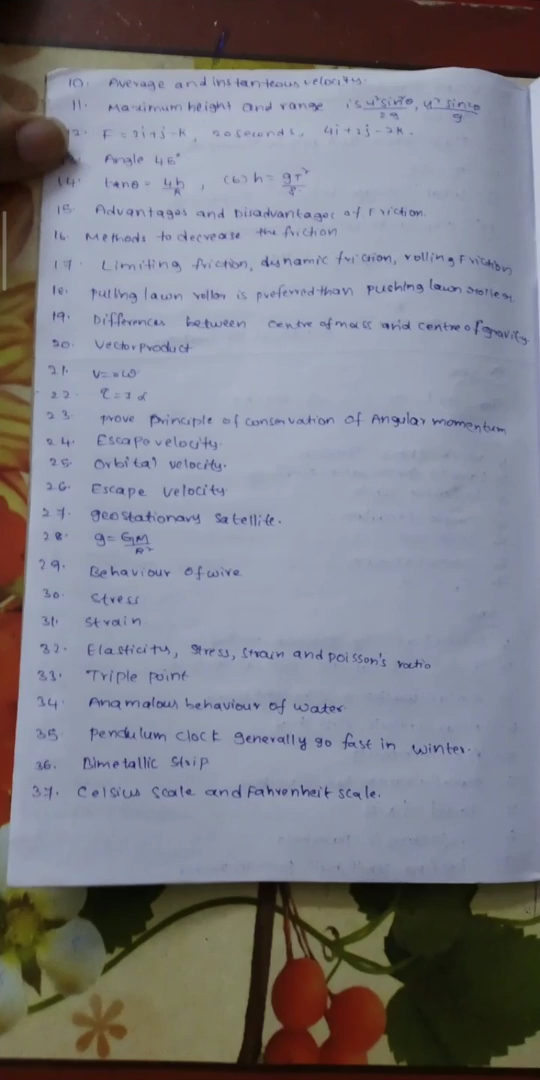 10. Average and instanteous velocity.
11. Maximum height and range is u² sin²θ/2g, u² sin2θ/g
12. F = 2i+j-k, 20 seconds, 4i+2j-2k.
13. Angle 45°
14. tanθ = 4h/R, (b) h = gT²/8
15. Advantages and Disadvantages of Friction
16. Methods to decrease the friction
17. Limiting friction, dynamic friction, rolling Friction
18. pulling lawn roller is preferred than pushing lawn roller.
19. Differences between centre of mass and centre of gravity.
20. Vector product
21. V=rω
22. τ=Iα
23. prove principle of conservation of Angular momentum
24. Escape velocity.
25. Orbital velocity.
26. Escape velocity
27. geostationary satellite.
28. g = GM/R²
29. Behaviour of wire
30. Stress
31. Strain
32. Elasticity, stress, strain and poisson's ratio
33. Triple point
34. Anamalous behaviour of water
35. pendulum clock generally go fast in winter.
36. Bimetallic strip
37. Celsius scale and Fahrenheit scale.